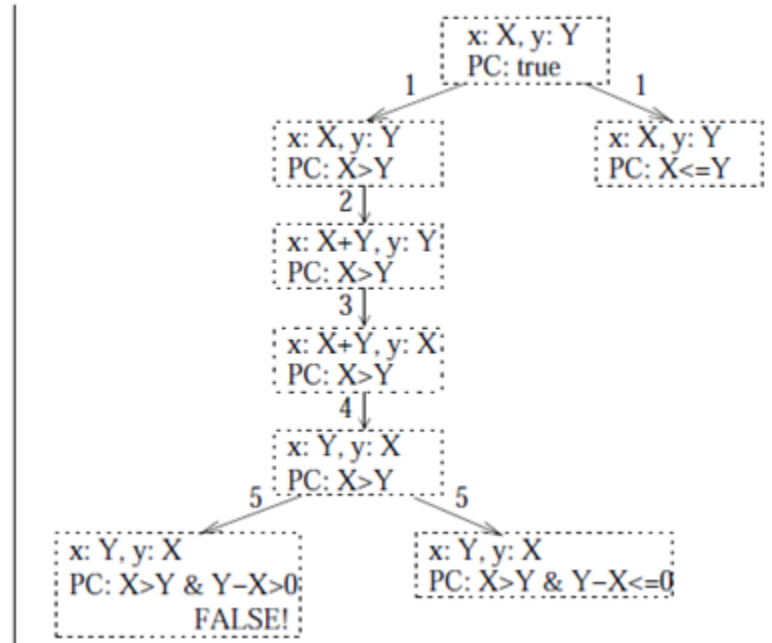 x: X, y: Y
PC: true
1
1
x: X, y: Y
PC: X>Y
x: X, y: Y
PC: X<=Y
2
x: X+Y, y: Y
PC: X>Y
3
x: X+Y, y: X
PC: X>Y
4
x: Y, y: X
PC: X>Y
5
5
x: Y, y: X
PC: X>Y & Y−X>0
FALSE!
x: Y, y: X
PC: X>Y & Y−X<=0